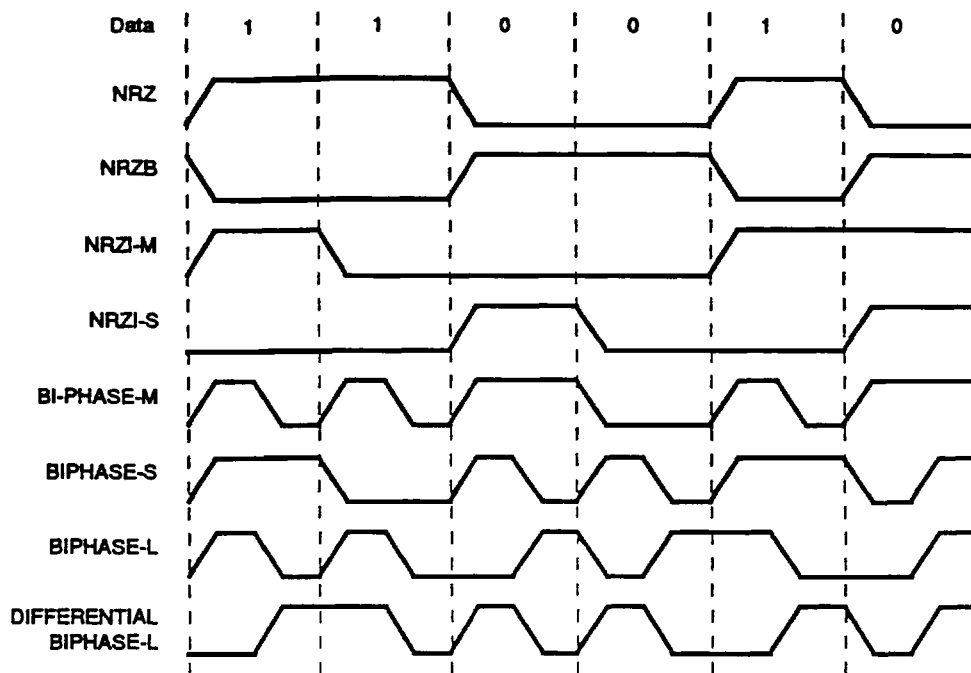 Data 1 1 0 0 1 0
NRZ
NRZB
NRZI-M
NRZI-S
BI-PHASE-M
BIPHASE-S
BIPHASE-L
DIFFERENTIAL
BIPHASE-L